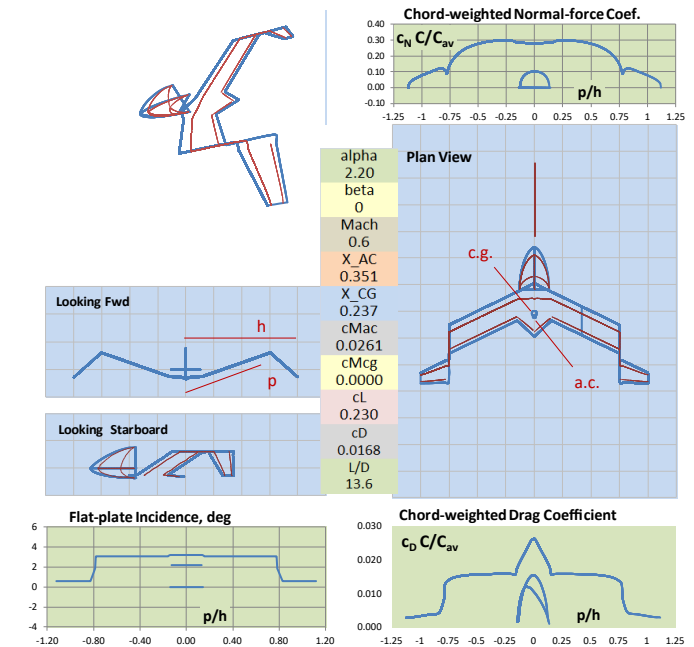 Chord-weighted Normal-force Coef.
c_N C/C_av
0.40
0.30
0.20
0.10
0.00
-0.10
p/h
-1.25 -1 -0.75 -0.5 -0.25 0 0.25 0.5 0.75 1 1.25
alpha
2.20
beta
0
Mach
0.6
X_AC
0.351
X_CG
0.237
cMac
0.0261
cMcg
0.0000
cL
0.230
cD
0.0168
L/D
13.6
Plan View
c.g.
a.c.
Looking Fwd
h
p
Looking Starboard
Flat-plate Incidence, deg
6
4
2
0
-2
-4
p/h
-1.20 -0.80 -0.40 0.00 0.40 0.80 1.20
Chord-weighted Drag Coefficient
c_D C/C_av
0.030
0.020
0.010
0.000
p/h
-1.25 -1 -0.75 -0.5 -0.25 0 0.25 0.5 0.75 1 1.25